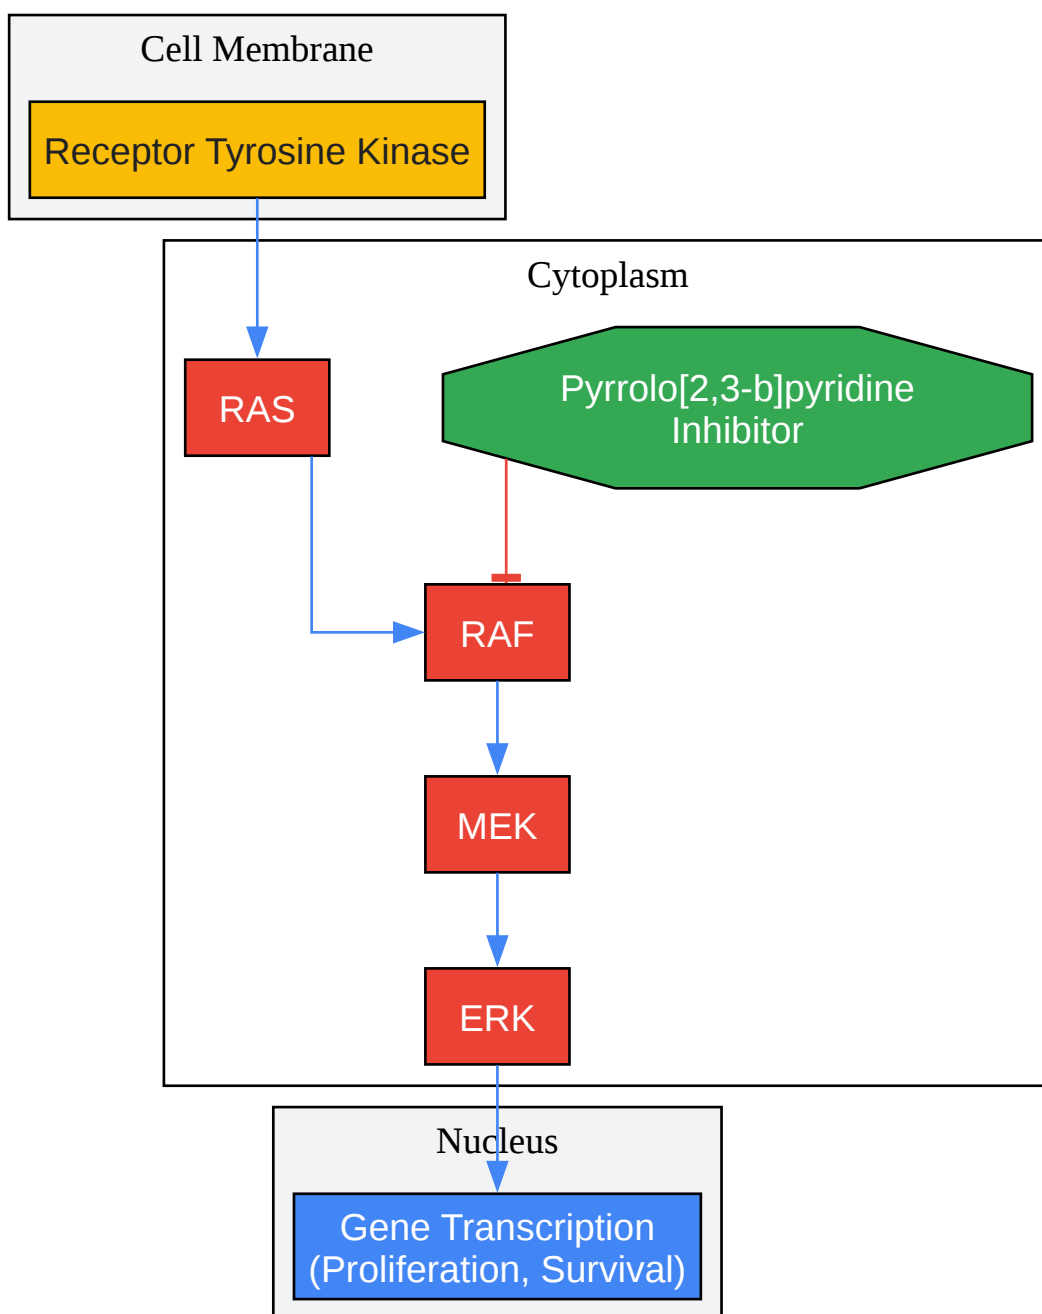 Cell Membrane
Receptor Tyrosine Kinase
Cytoplasm
RAS
Pyrrolo[2,3-b]pyridine
Inhibitor
RAF
MEK
ERK
Nucleus
Gene Transcription
(Proliferation, Survival)